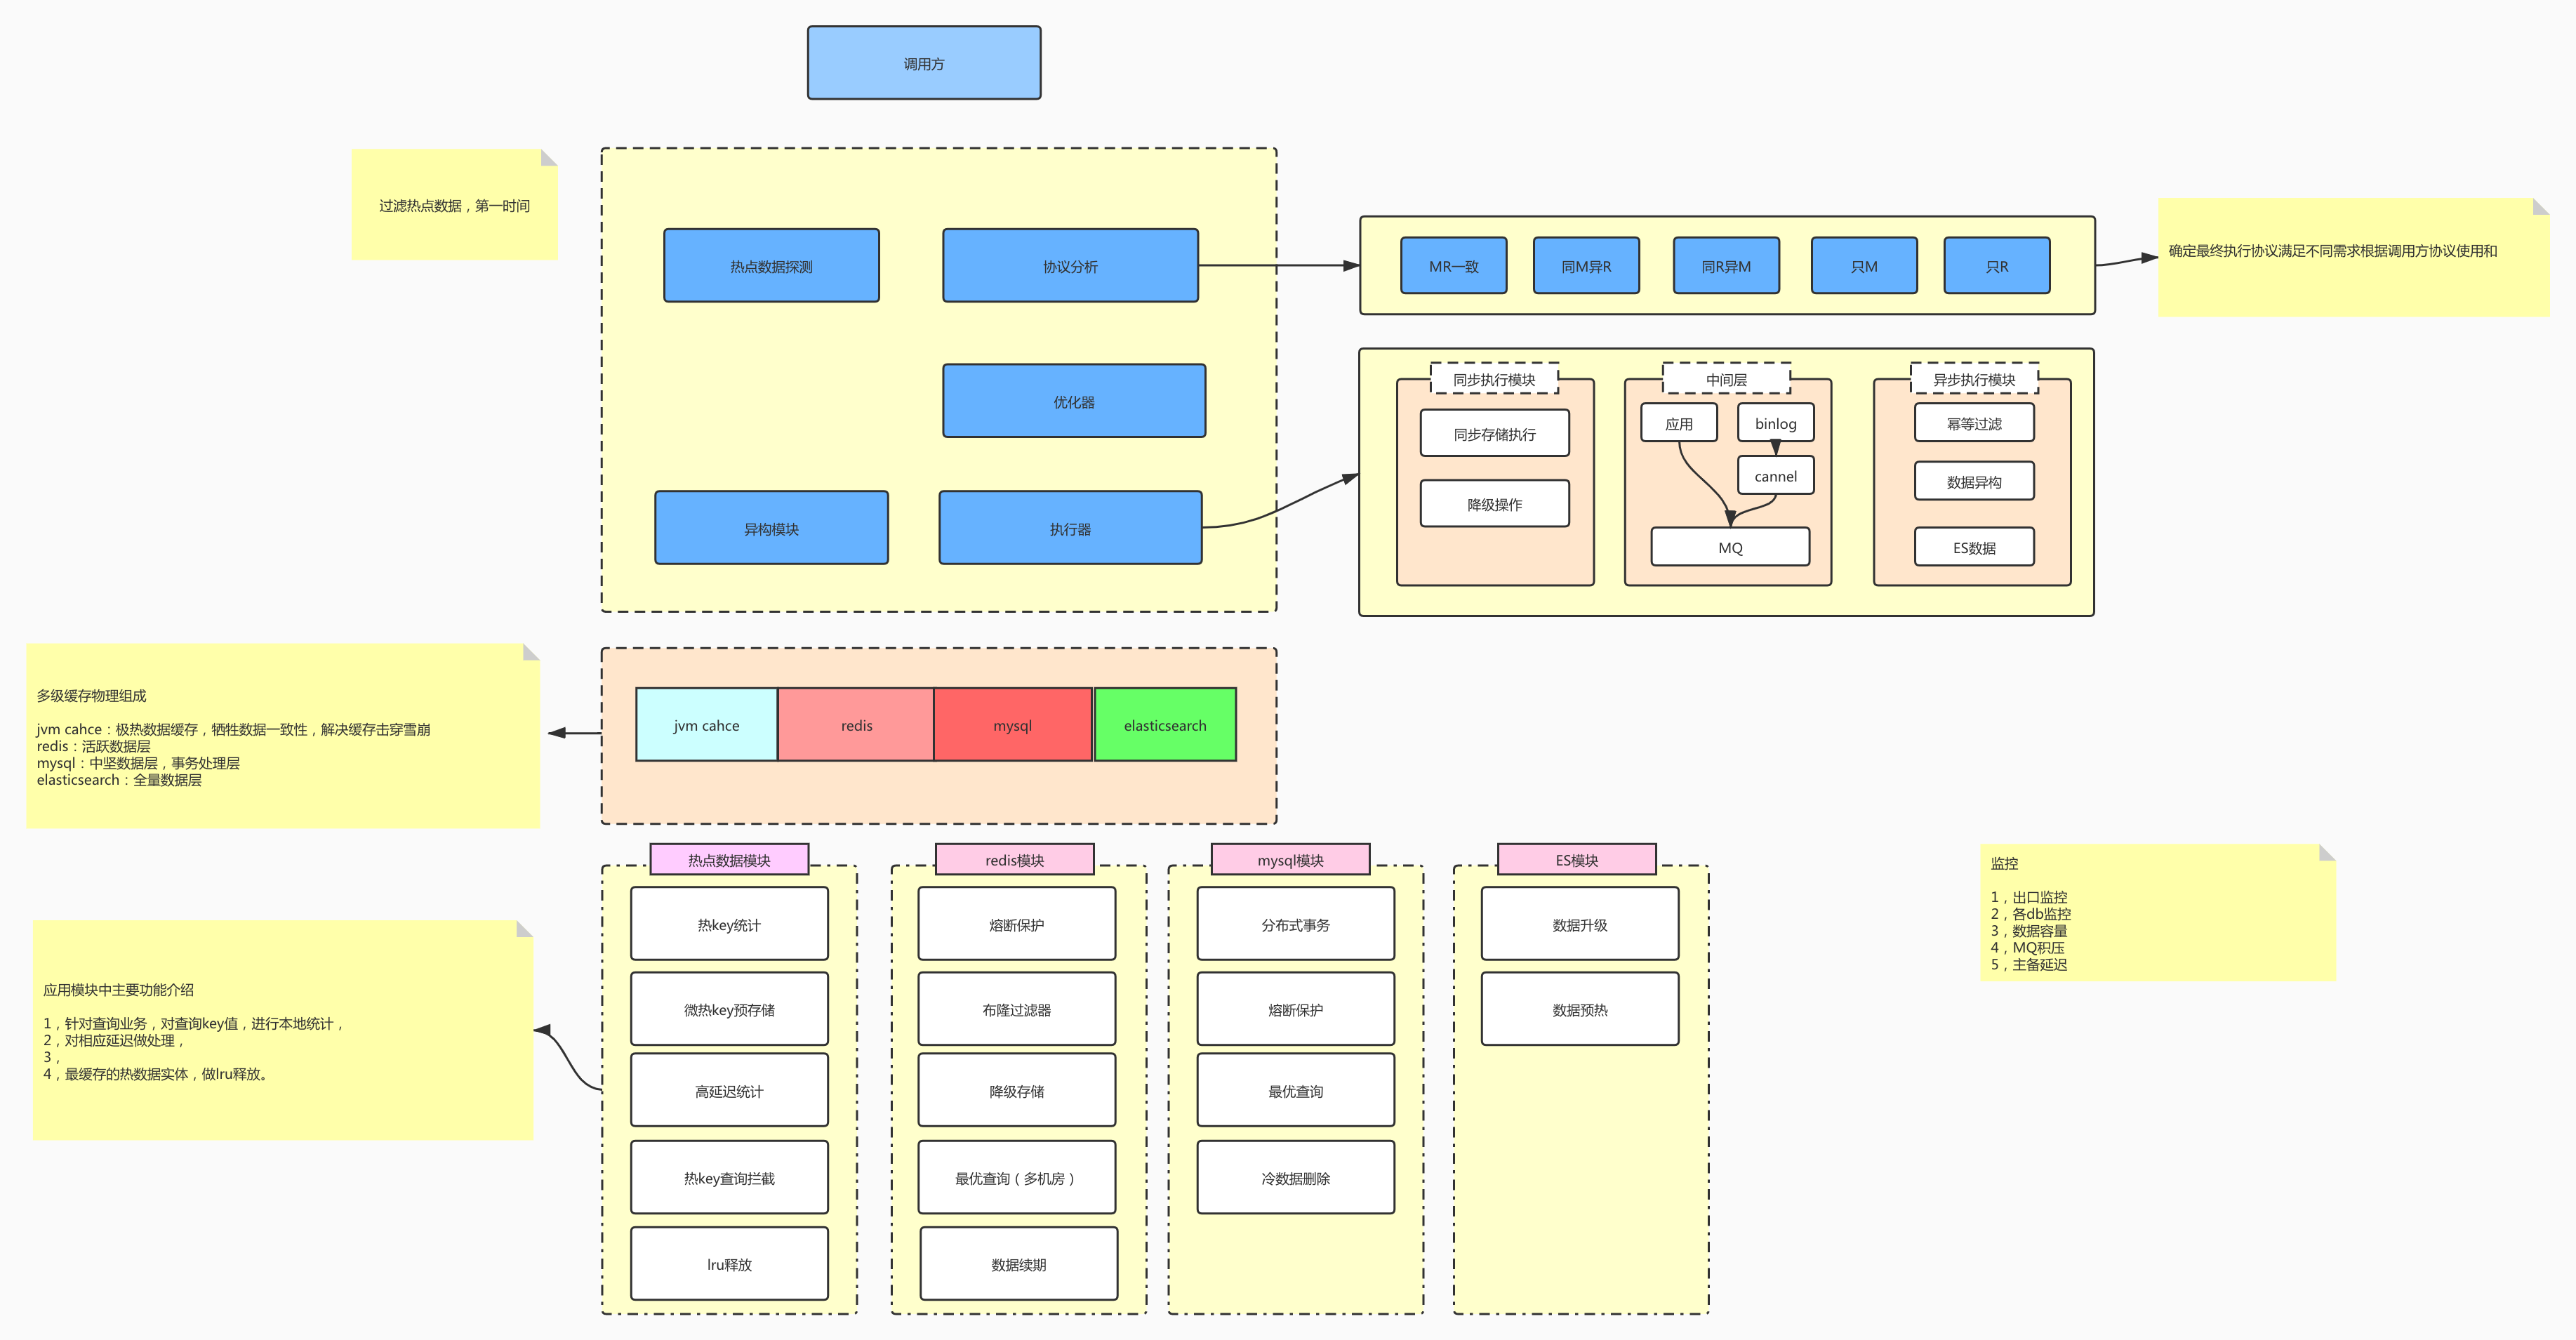 调用方
过滤热点数据，第一时间
热点数据探测
协议分析
优化器
异构模块
执行器
MR一致
同M异R
同R异M
只M
只R
确定最终执行协议满足不同需求根据调用方协议使用和
同步执行模块
同步存储执行
降级操作
中间层
应用
binlog
cannel
MQ
异步执行模块
幂等过滤
数据异构
ES数据
多级缓存物理组成
jvm cahce：极热数据缓存，牺牲数据一致性，解决缓存击穿雪崩
redis：活跃数据层
mysql：中坚数据层，事务处理层
elasticsearch：全量数据层
jvm cahce
redis
mysql
elasticsearch
应用模块中主要功能介绍
1，针对查询业务，对查询key值，进行本地统计，
2，对相应延迟做处理，
3，
4，最缓存的热数据实体，做lru释放。
热点数据模块
热key统计
微热key预存储
高延迟统计
热key查询拦截
lru释放
redis模块
熔断保护
布隆过滤器
降级存储
最优查询（多机房）
数据续期
mysql模块
分布式事务
熔断保护
最优查询
冷数据删除
ES模块
数据升级
数据预热
监控
1，出口监控
2，各db监控
3，数据容量
4，MQ积压
5，主备延迟